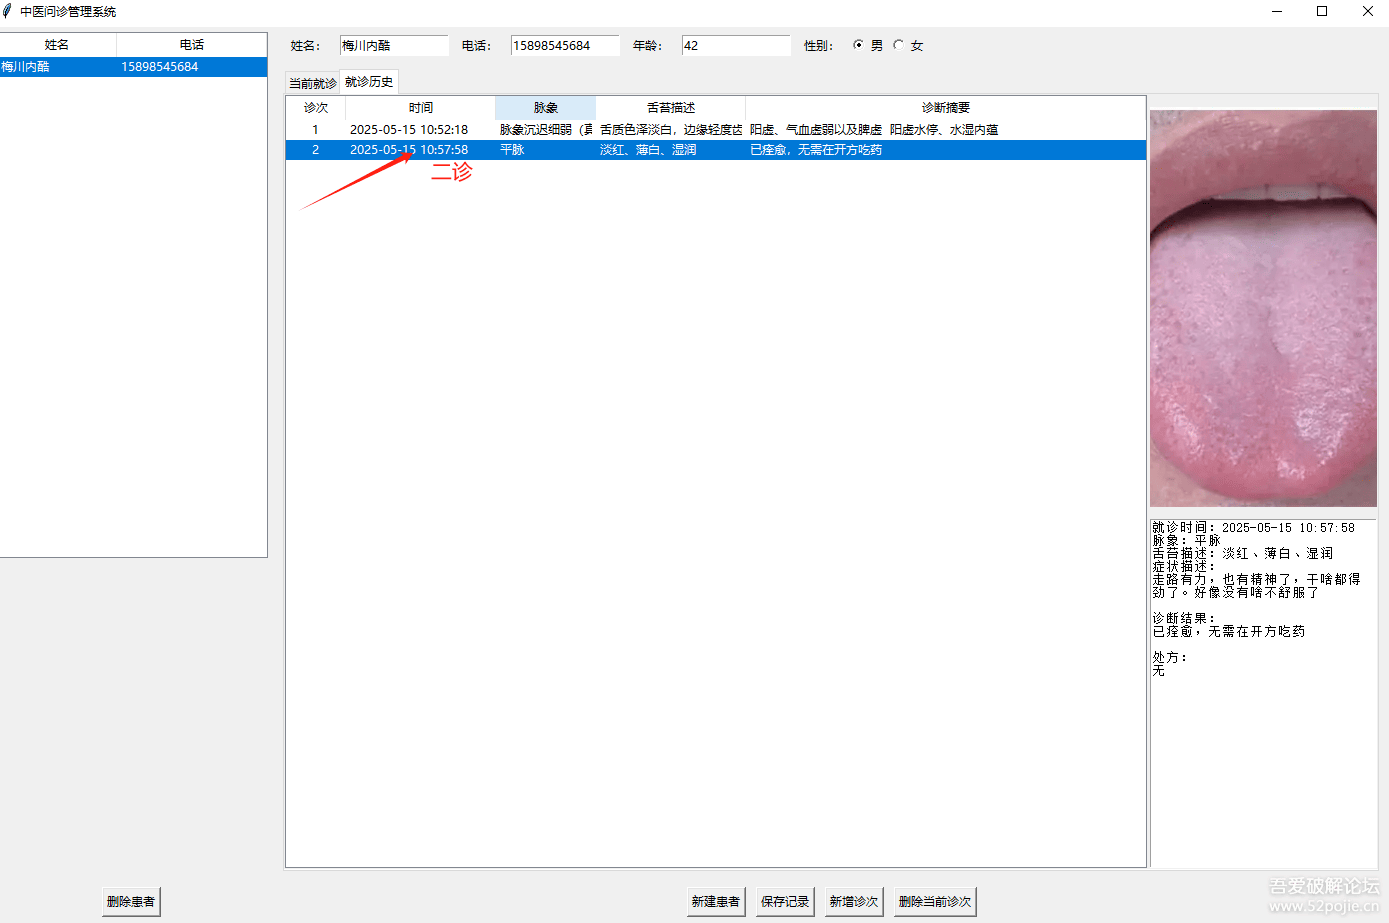 中医问诊管理系统
姓名 电话
梅川内酷 15898545684
姓名： 梅川内酷 电话： 15898545684 年龄： 42 性别： 男 女
当前就诊 就诊历史
诊次 时间 脉象 舌苔描述 诊断摘要
1 2025-05-15 10:52:18 脉象沉迟细弱（ 舌质色泽淡白，边缘轻度齿 阳虚、气血虚弱以及脾虚 阳虚水停、水湿内蕴
2 2025-05-15 10:57:58 平脉 淡红、薄白、湿润 已痊愈，无需在开方吃药
二诊
就诊时间：2025-05-15 10:57:58
脉象：平脉
舌苔描述：淡红、薄白、湿润
症状描述：
走路有力，也有精神了，干啥都得
劲了。好像没有啥不舒服了
诊断结果：
已痊愈，无需在开方吃药
处方：
无
删除患者 新建患者 保存记录 新增诊次 删除当前诊次
吾爱破解论坛
www.52pojie.cn